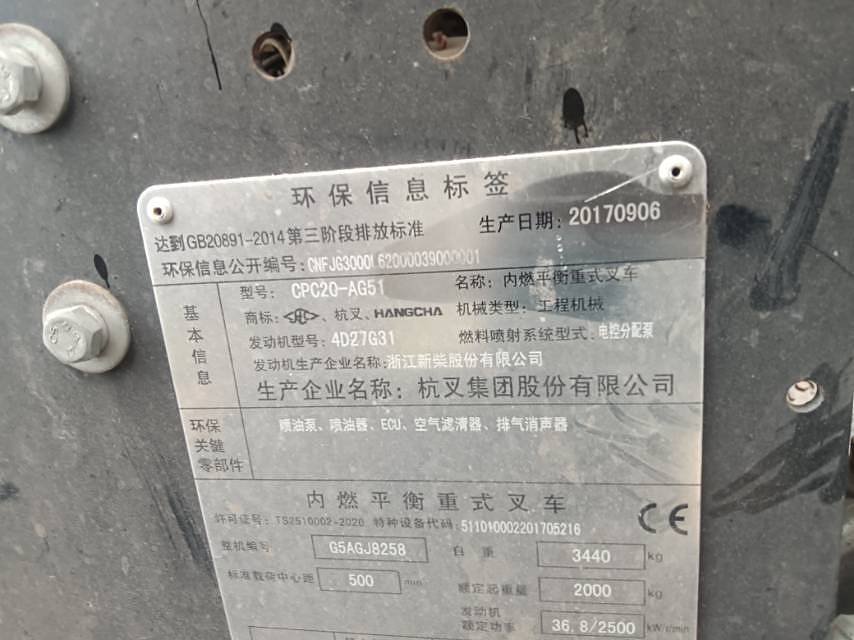 环保信息标签
达到GB20891-2014第三阶段排放标准 生产日期: 20170906
环保信息公开编号: CNFJG3000L62000039000001
基本信息
型号: CPC20-AG51 名称: 内燃平衡重式叉车
商标: 杭叉、HANGCHA 机械类型: 工程机械
发动机型号: 4D27G31 燃料喷射系统型式: 电控分配泵
发动机生产企业名称: 浙江新柴股份有限公司
生产企业名称: 杭叉集团股份有限公司
环保关键零部件
喷油泵、喷油器、ECU、空气滤清器、排气消声器
内燃平衡重式叉车
许可证号: TS2510002-2020 特种设备代码: 511010002201705216 CE
整机编号 G5AGJ8258 自重 3440 kg
标准载荷中心距 500 mm 额定起重量 2000 kg
发动机额定功率 36.8/2500 kW/r/min